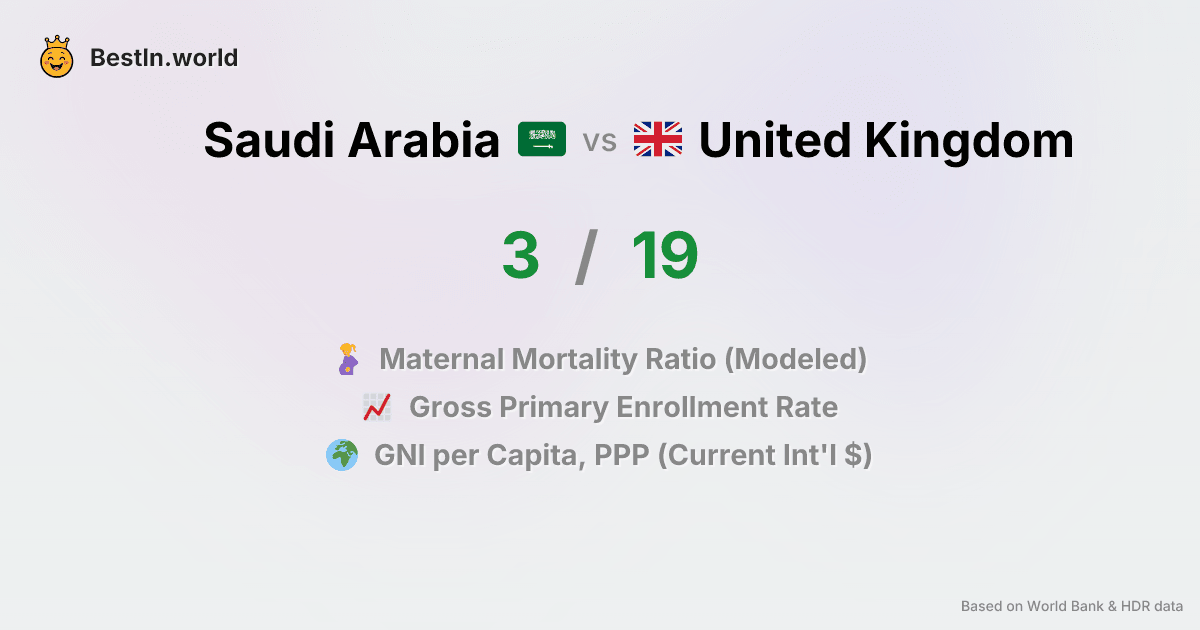 BestIn.world
Saudi Arabia vs United Kingdom
3 / 19
Maternal Mortality Ratio (Modeled)
Gross Primary Enrollment Rate
GNI per Capita, PPP (Current Int'l $)
Based on World Bank & HDR data